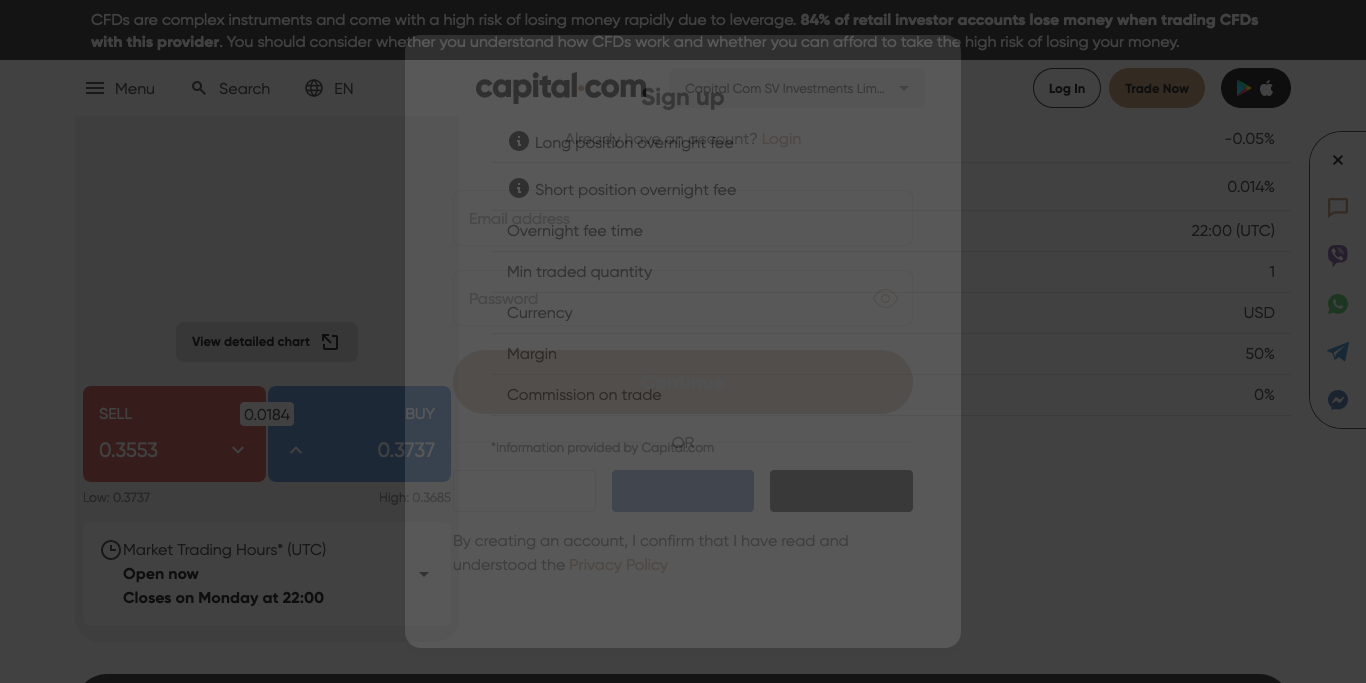 CFDs are complex instruments and come with a high risk of losing money rapidly due to leverage. 84% of retail investor accounts lose money when trading CFDs
with this provider. You should consider whether you understand how CFDs work and whether you can afford to take the high risk of losing your money.
Menu
Search
EN
capital.com
Capital Com SV Investments Lim...
Log In
Trade Now
Sign up
Already have an account? Login
Long position overnight fee
-0.05%
Short position overnight fee
0.014%
Email address
Overnight fee time
22:00 (UTC)
Min traded quantity
1
Password
Currency
USD
View detailed chart
Margin
50%
Continue
Commission on trade
0%
SELL
0.0184
BUY
0.3553
0.3737
OR
*Information provided by Capital.com
Low: 0.3737
High: 0.3685
By creating an account, I confirm that I have read and
understood the Privacy Policy
Market Trading Hours* (UTC)
Open now
Closes on Monday at 22:00